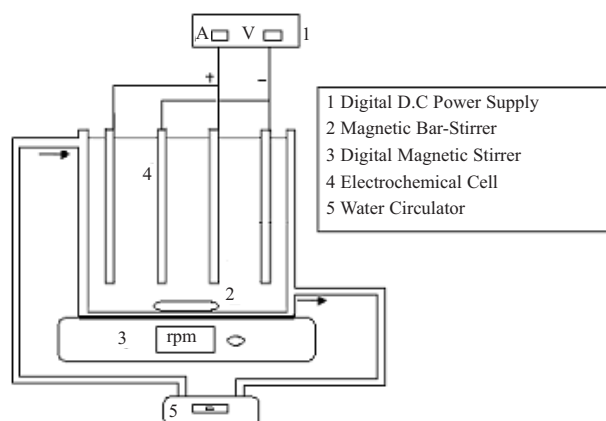 A V 1
+ −
1 Digital D.C Power Supply
2 Magnetic Bar-Stirrer
3 Digital Magnetic Stirrer
4 Electrochemical Cell
5 Water Circulator
4
2
3 rpm
5